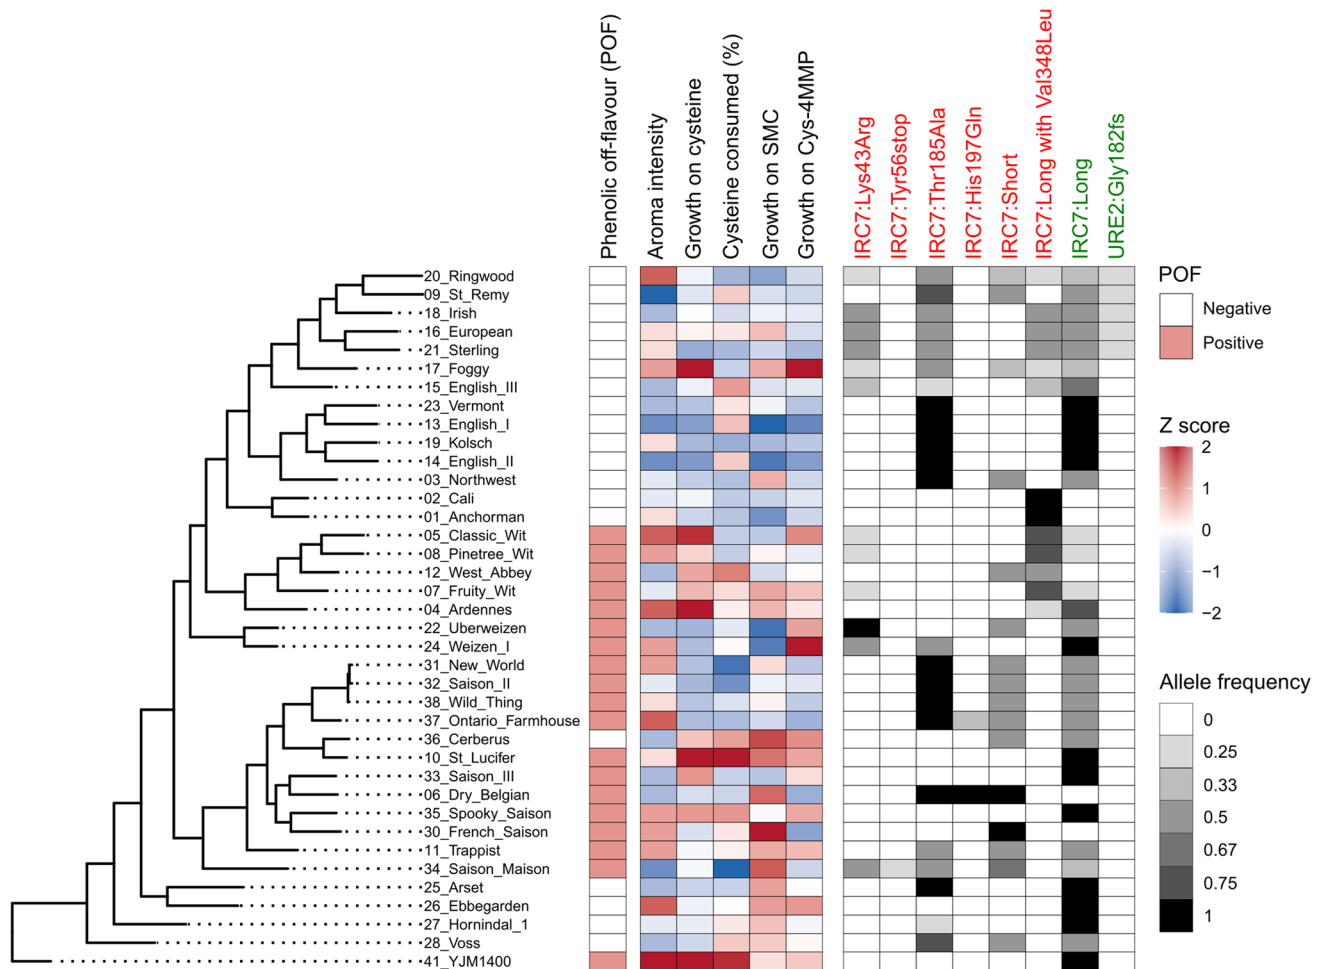 Phenolic off-flavour (POF)
Aroma intensity
Growth on cysteine
Cysteine consumed (%)
Growth on SMC
Growth on Cys-4MMP
IRC7:Lys43Arg
IRC7:Tyr56stop
IRC7:Thr185Ala
IRC7:His197Gln
IRC7:Short
IRC7:Long with Val348Leu
IRC7:Long
URE2:Gly182fs
20_Ringwood
09_St_Remy
18_Irish
16_European
21_Sterling
17_Foggy
15_English_III
23_Vermont
13_English_I
19_Kolsch
14_English_II
03_Northwest
02_Cali
01_Anchorman
05_Classic_Wit
08_Pinetree_Wit
12_West_Abbey
07_Fruity_Wit
04_Ardennes
22_Uberweizen
24_Weizen_I
31_New_World
32_Saison_II
38_Wild_Thing
37_Ontario_Farmhouse
36_Cerberus
10_St_Lucifer
33_Saison_III
06_Dry_Belgian
35_Spooky_Saison
30_French_Saison
11_Trappist
34_Saison_Maison
25_Arset
26_Ebbegarden
27_Hornindal_1
28_Voss
41_YJM1400
POF
Negative
Positive
Z score
2
1
0
−1
−2
Allele frequency
0
0.25
0.33
0.5
0.67
0.75
1